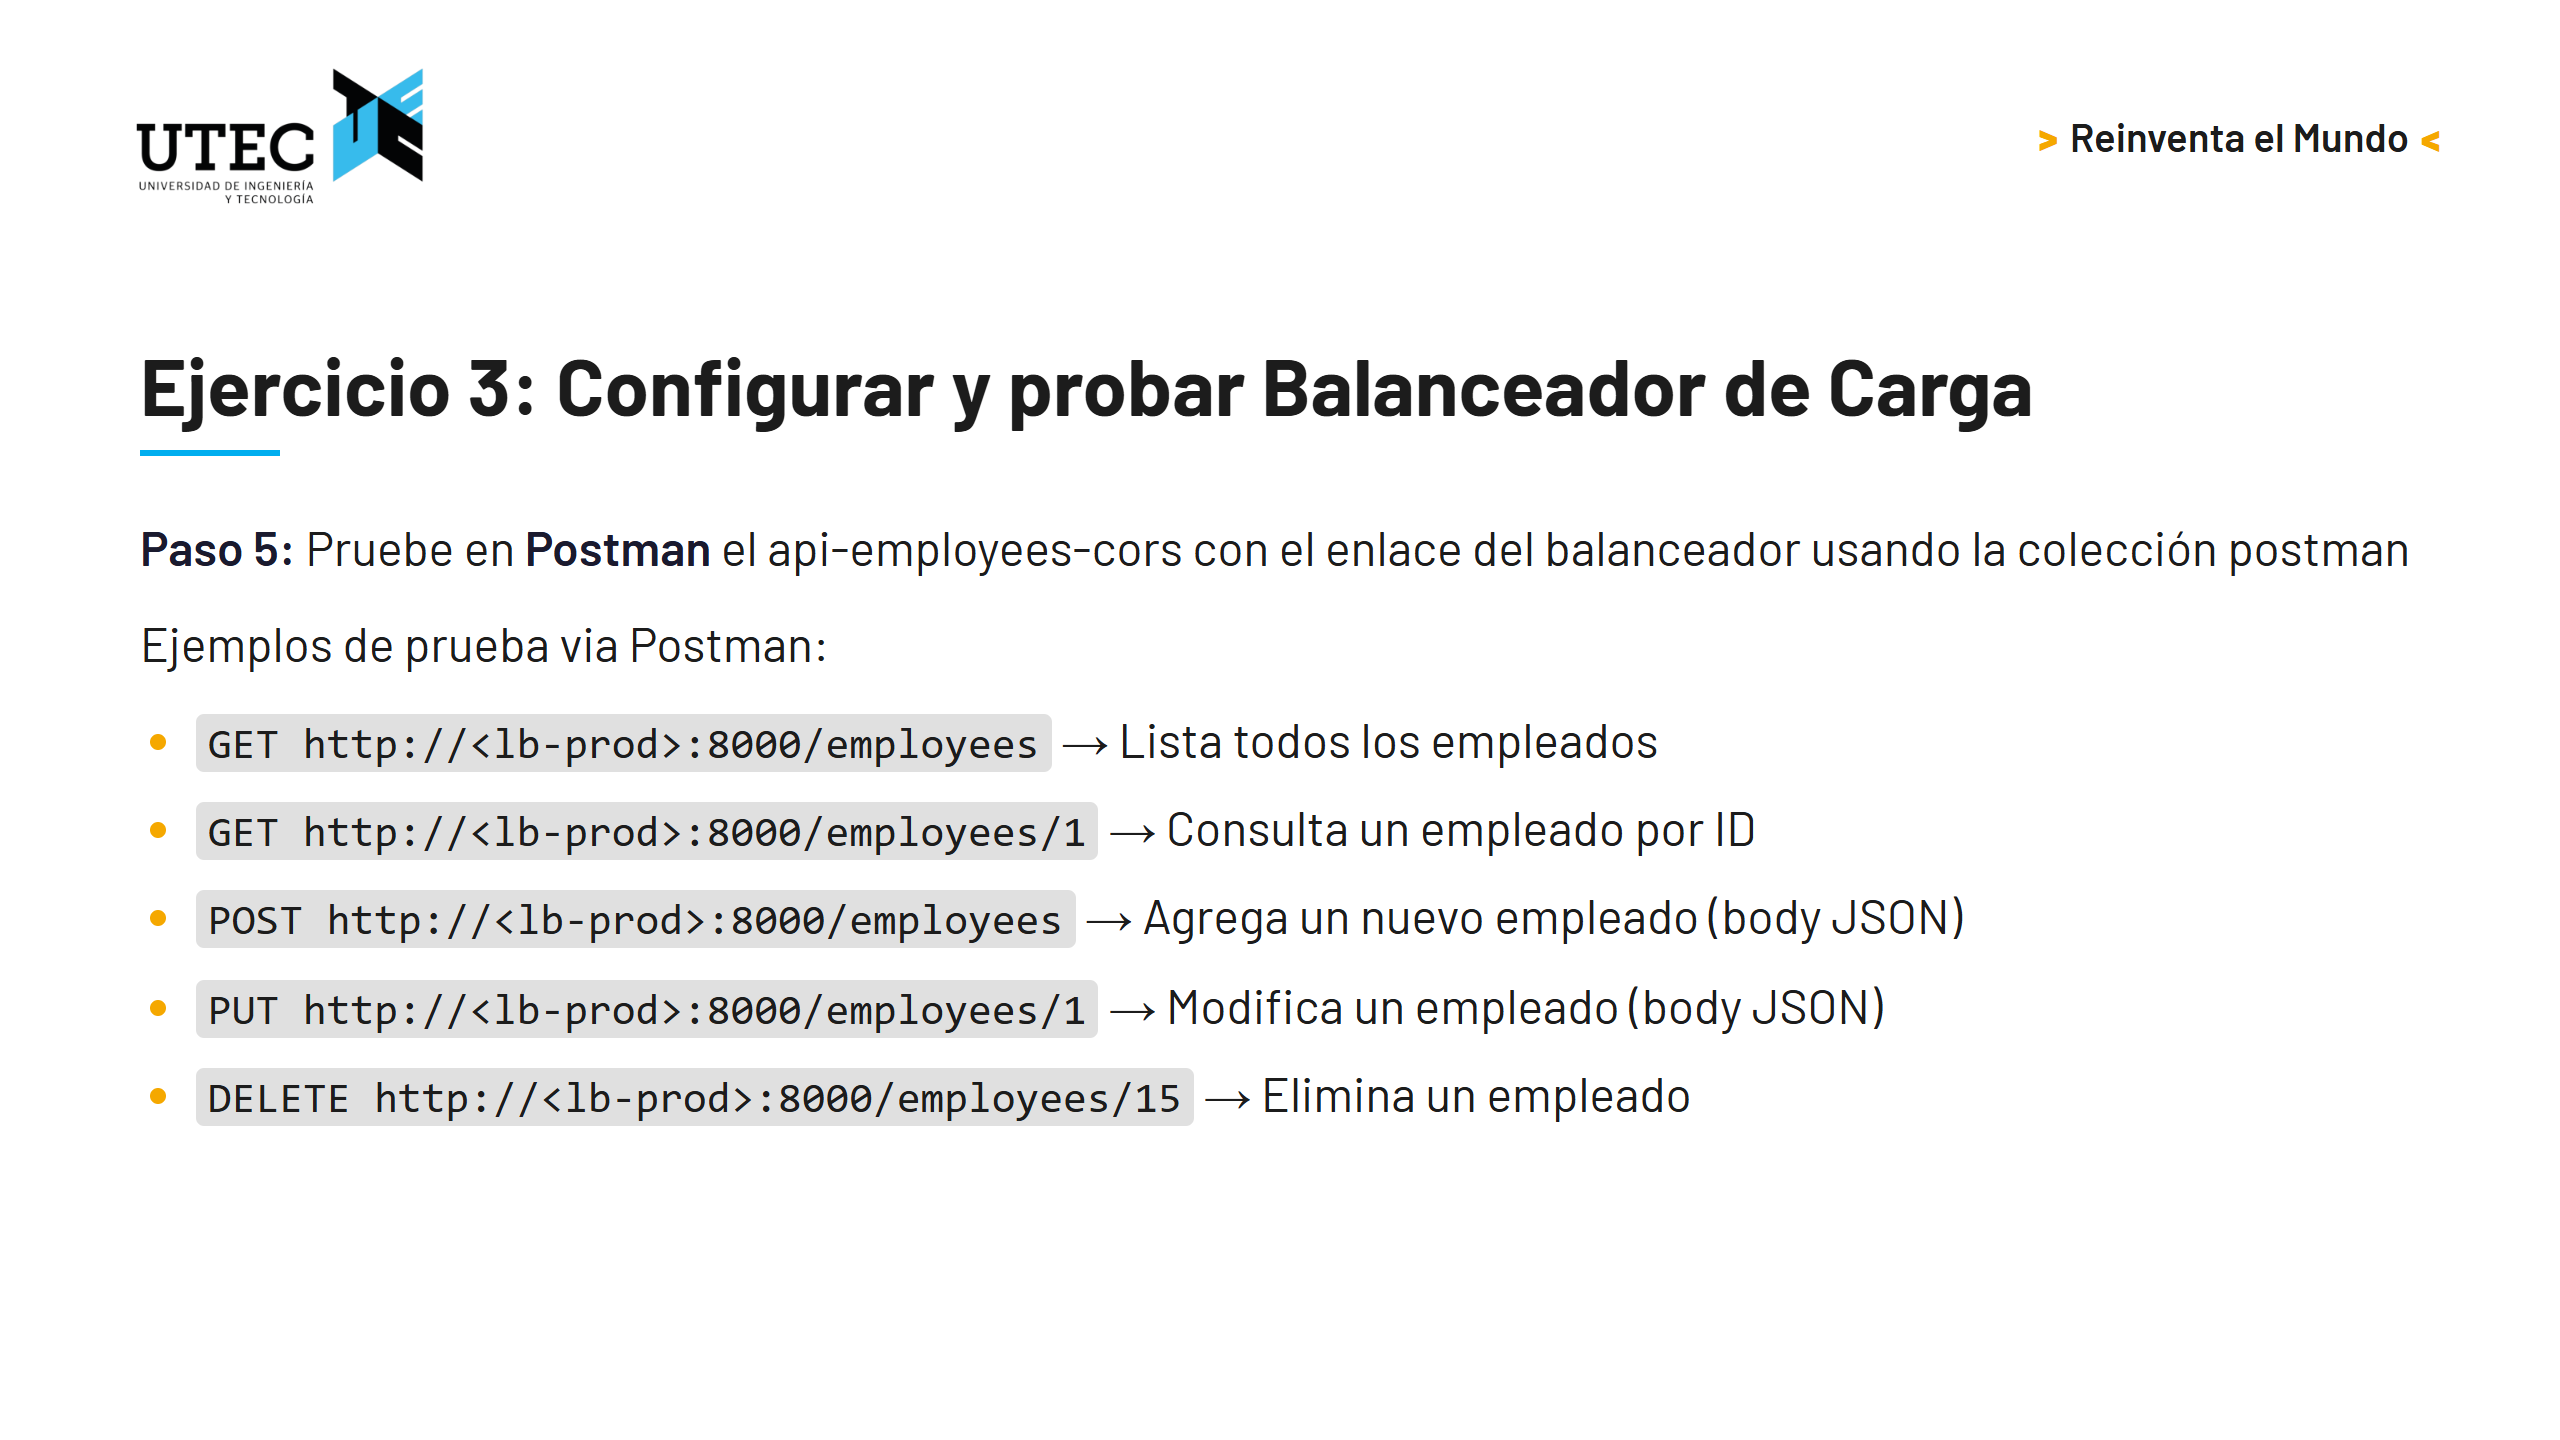 UTEC
UNIVERSIDAD DE INGENIERÍA
Y TECNOLOGÍA
> Reinventa el Mundo <
Ejercicio 3: Configurar y probar Balanceador de Carga
Paso 5: Pruebe en Postman el api-employees-cors con el enlace del balanceador usando la colección postman
Ejemplos de prueba via Postman:
• GET http://<lb-prod>:8000/employees → Lista todos los empleados
• GET http://<lb-prod>:8000/employees/1 → Consulta un empleado por ID
• POST http://<lb-prod>:8000/employees → Agrega un nuevo empleado (body JSON)
• PUT http://<lb-prod>:8000/employees/1 → Modifica un empleado (body JSON)
• DELETE http://<lb-prod>:8000/employees/15 → Elimina un empleado